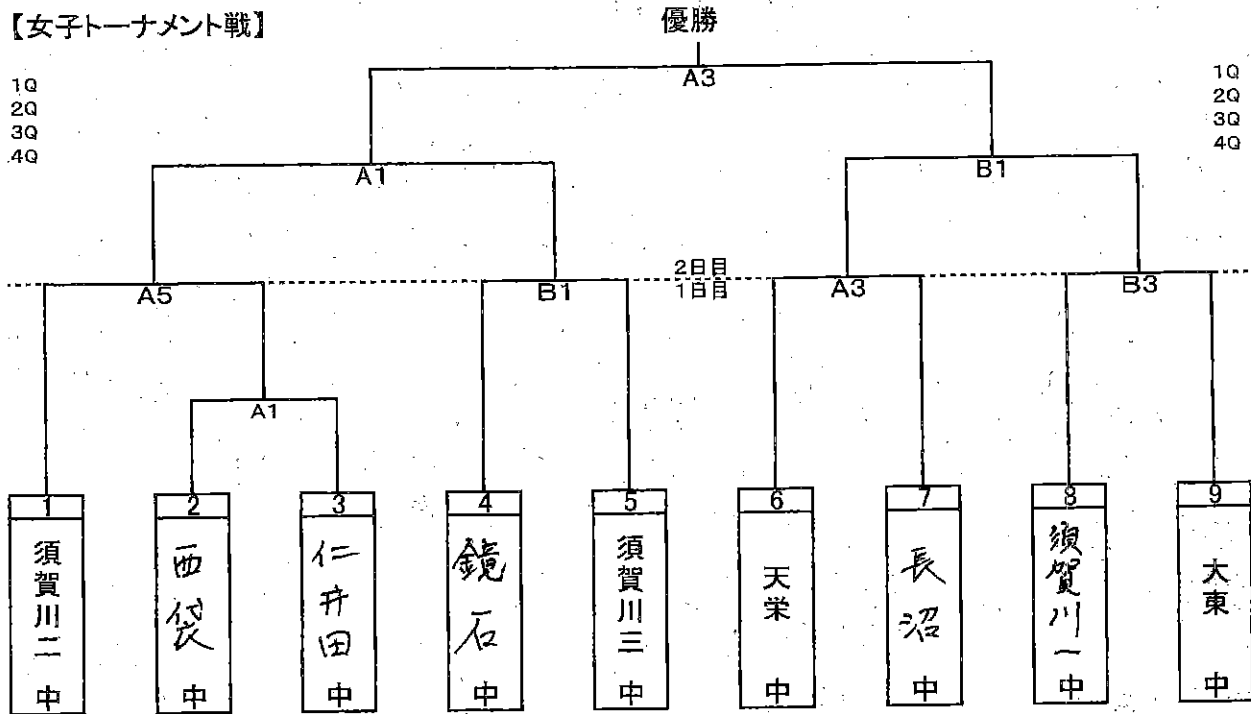 【女子トーナメント戦】
優勝
1Q
2Q
3Q
4Q
1Q
2Q
3Q
4Q
A3
A1
B1
2日目
1日目
A5
B1
A3
B3
A1
1
須賀川二中
2
西袋中
3
仁井田中
4
鏡石中
5
須賀川三中
6
天栄中
7
長沼中
8
須賀川一中
9
大東中